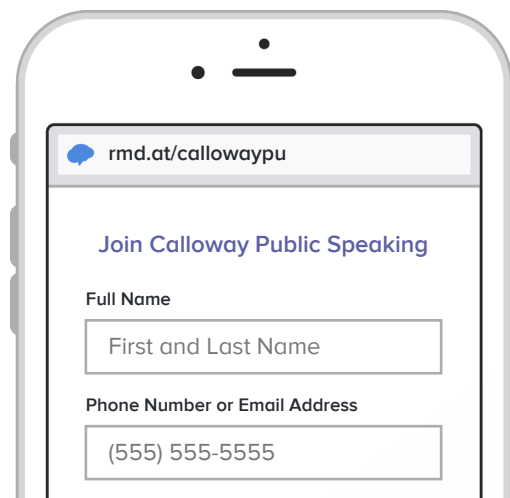 rmd.at/callowaypu
Join Calloway Public Speaking
Full Name
First and Last Name
Phone Number or Email Address
(555) 555-5555